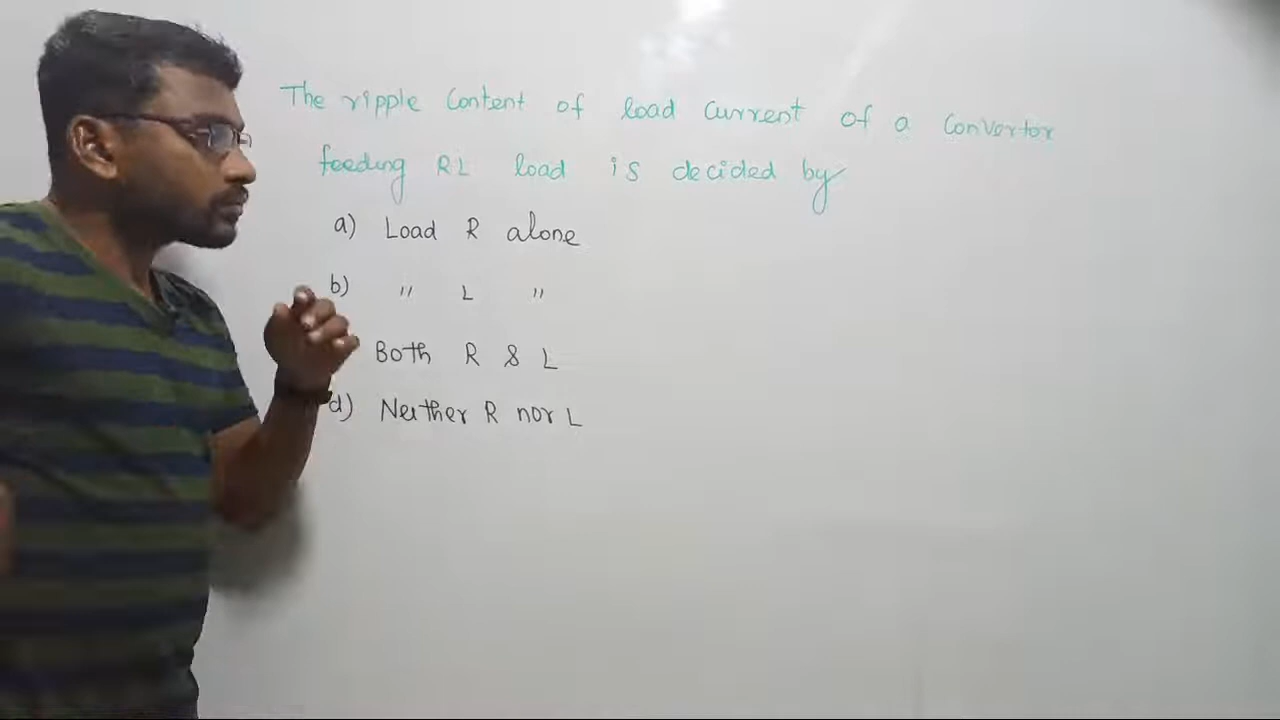 The ripple Content of load current of a Convertor
feeding RL load is decided by
a) Load R alone
b) " L "
Both R & L
d) Neither R nor L